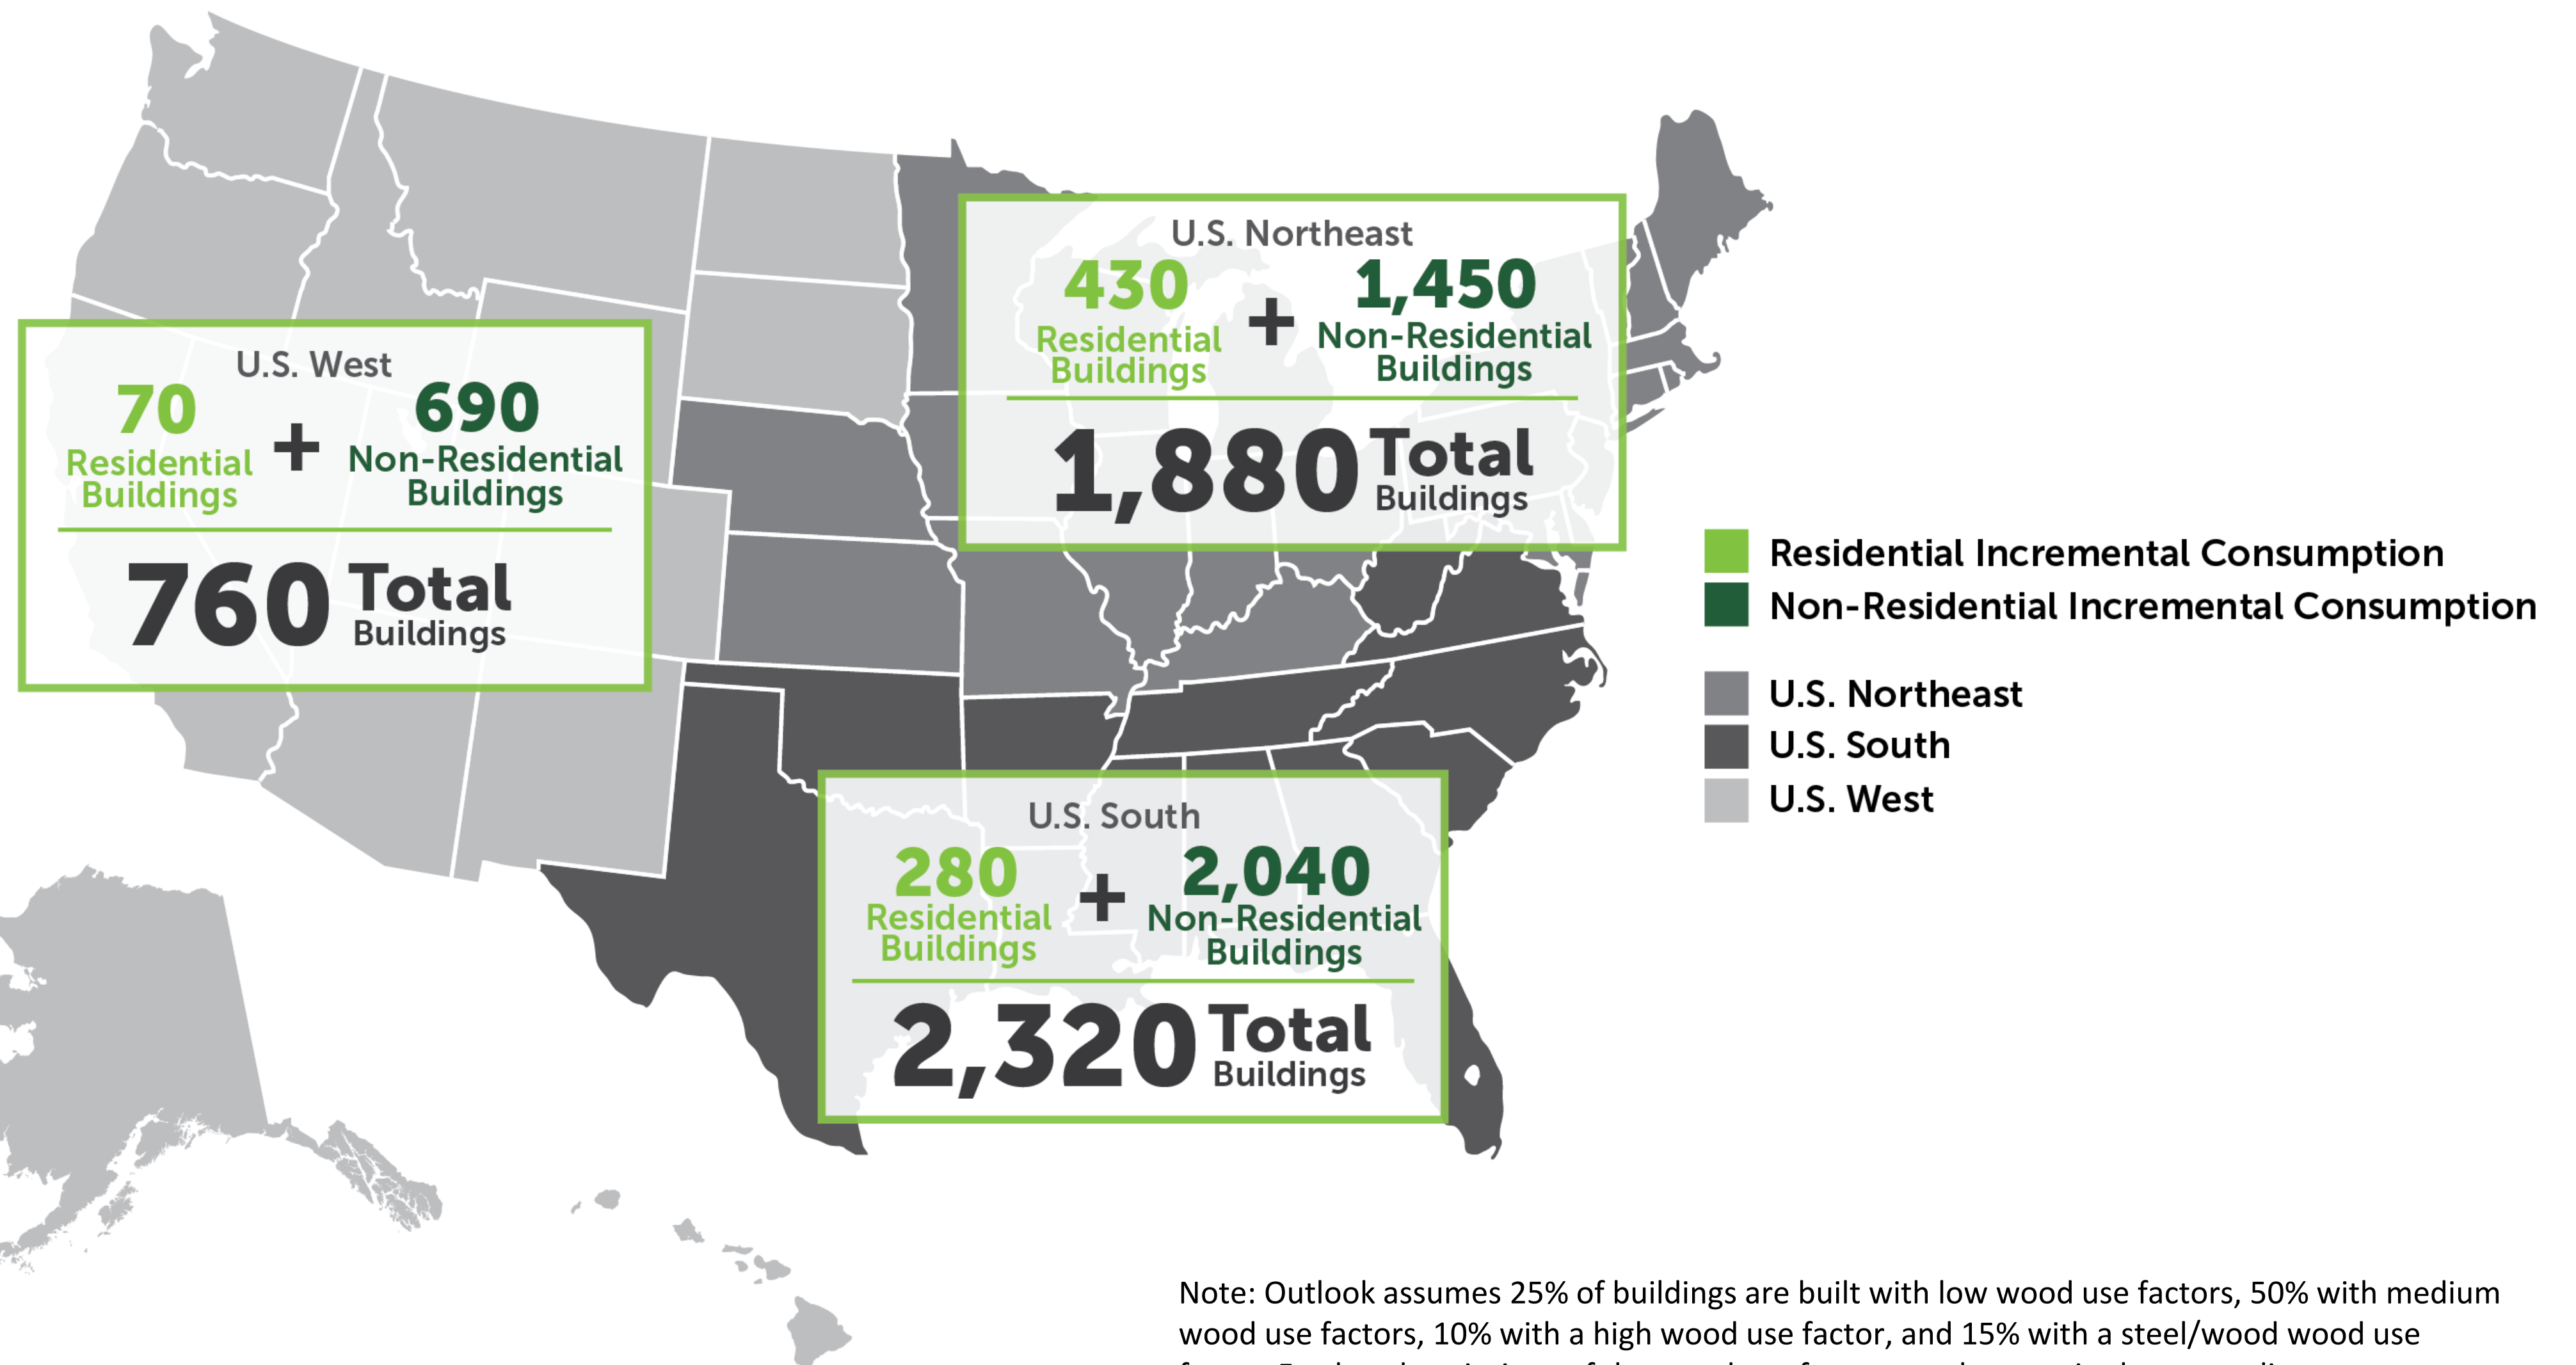 U.S. Northeast
430
Residential
Buildings
+
1,450
Non-Residential
Buildings
1,880 Total
Buildings
U.S. West
70
Residential
Buildings
+
690
Non-Residential
Buildings
760 Total
Buildings
Residential Incremental Consumption
Non-Residential Incremental Consumption
U.S. Northeast
U.S. South
U.S. West
U.S. South
280
Residential
Buildings
+
2,040
Non-Residential
Buildings
2,320 Total
Buildings
Note: Outlook assumes 25% of buildings are built with low wood use factors, 50% with medium
wood use factors, 10% with a high wood use factor, and 15% with a steel/wood wood use